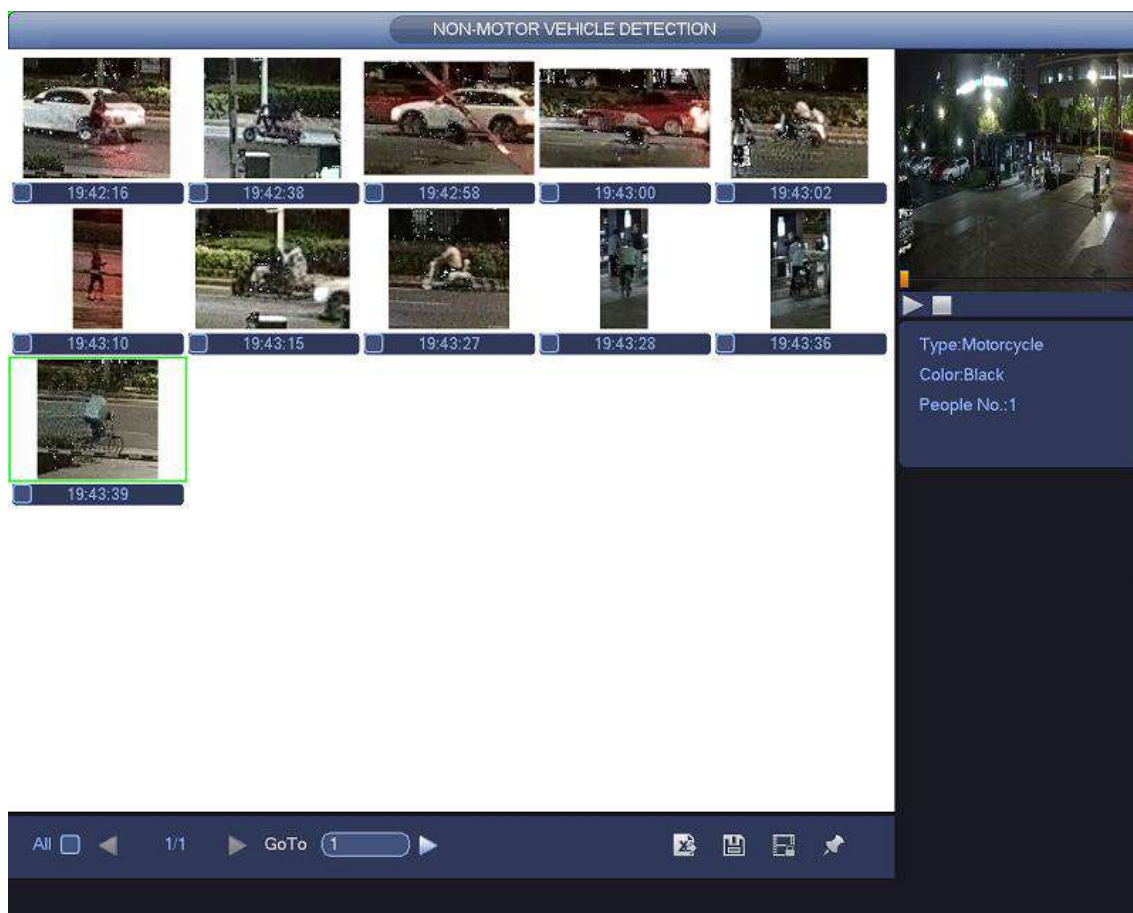 NON-MOTOR VEHICLE DETECTION
19:42:16
19:42:38
19:42:58
19:43:00
19:43:02
19:43:10
19:43:15
19:43:27
19:43:28
19:43:36
19:43:39
Type:Motorcycle
Color:Black
People No.:1
All
1/1
GoTo
1